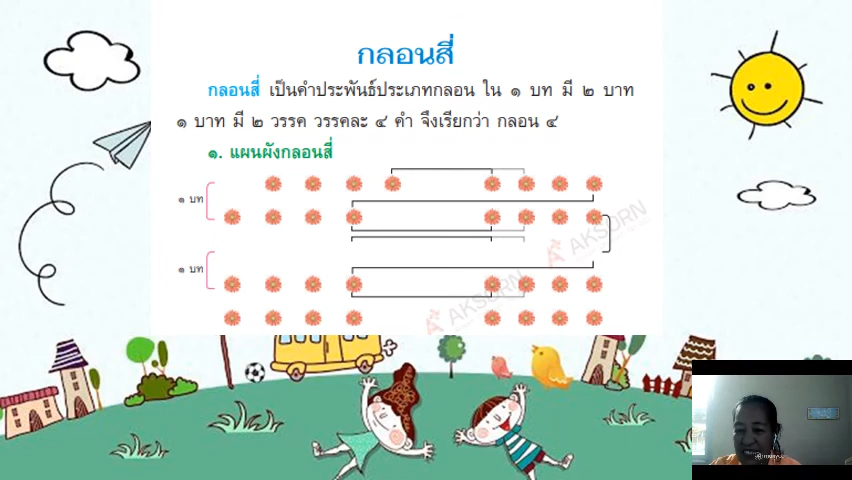 กลอนสี่
กลอนสี่ เป็นคำประพันธ์ประเภทกลอน ใน ๑ บท มี ๒ บาท
๑ บาท มี ๒ วรรค วรรคละ ๔ คำ จึงเรียกว่า กลอน ๔
๑. แผนผังกลอนสี่
๑ บท
๑ บท
AKSORN
AKSORN